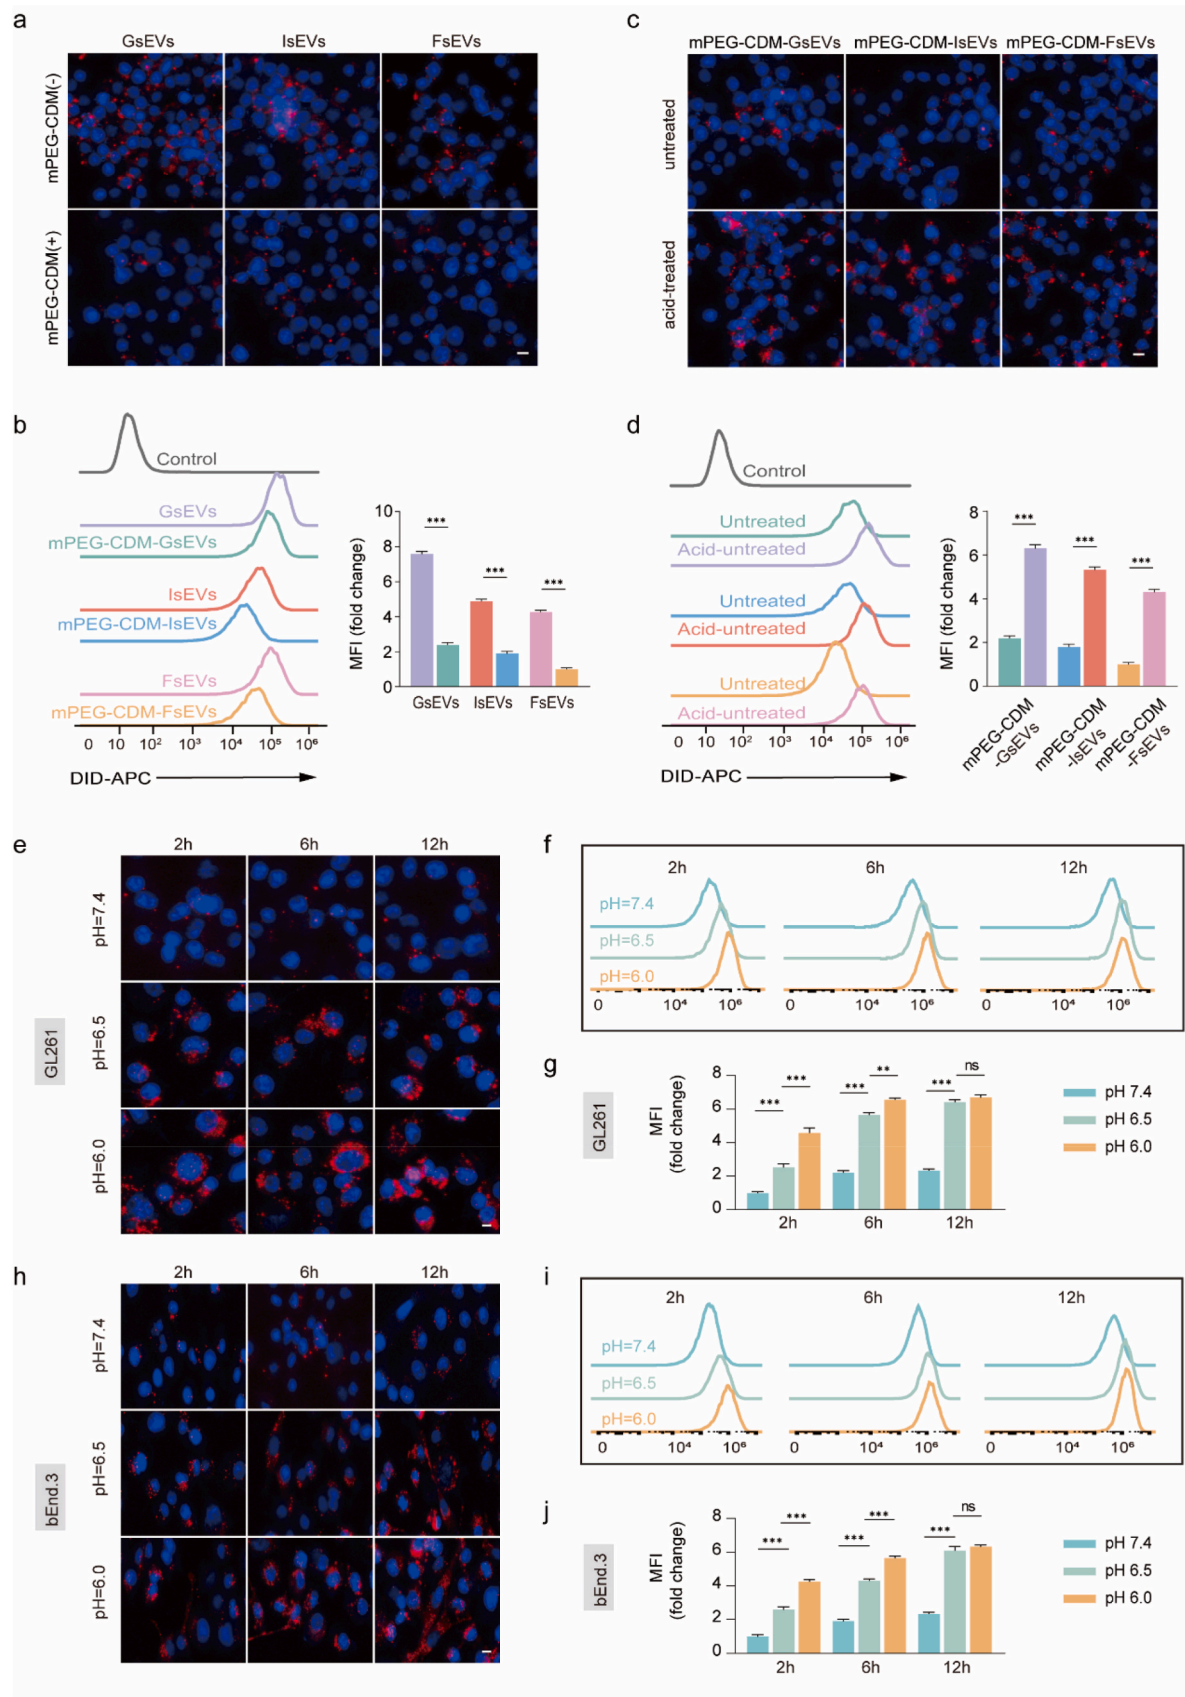 a
GsEVs IsEVs FsEVs
mPEG-CDM(-)
mPEG-CDM(+)
c
mPEG-CDM-GsEVs mPEG-CDM-IsEVs mPEG-CDM-FsEVs
untreated
acid-treated
b
Control
GsEVs
mPEG-CDM-GsEVs
IsEVs
mPEG-CDM-IsEVs
FsEVs
mPEG-CDM-FsEVs
0 10 10² 10³ 10⁴ 10⁵ 10⁶
DID-APC
MFI (fold change)
10
8
6
4
2
0
*** *** ***
GsEVs IsEVs FsEVs
d
Control
Untreated
Acid-untreated
Untreated
Acid-untreated
Untreated
Acid-untreated
0 10 10² 10³ 10⁴ 10⁵ 10⁶
DID-APC
MFI (fold change)
8
6
4
2
0
*** *** ***
mPEG-CDM
-GsEVs
mPEG-CDM
-IsEVs
mPEG-CDM
-FsEVs
e
2h 6h 12h
GL261
pH=7.4
pH=6.5
pH=6.0
f
2h 6h 12h
pH=7.4
pH=6.5
pH=6.0
0 10⁴ 10⁶ 0 10⁴ 10⁶ 0 10⁴ 10⁶
g
GL261
MFI
(fold change)
8
6
4
2
0
*** *** *** ** *** ns
2h 6h 12h
pH 7.4
pH 6.5
pH 6.0
h
2h 6h 12h
bEnd.3
pH=7.4
pH=6.5
pH=6.0
i
2h 6h 12h
pH=7.4
pH=6.5
pH=6.0
0 10⁴ 10⁶ 0 10⁴ 10⁶ 0 10⁴ 10⁶
j
bEnd.3
MFI
(fold change)
8
6
4
2
0
*** *** *** *** *** ns
2h 6h 12h
pH 7.4
pH 6.5
pH 6.0